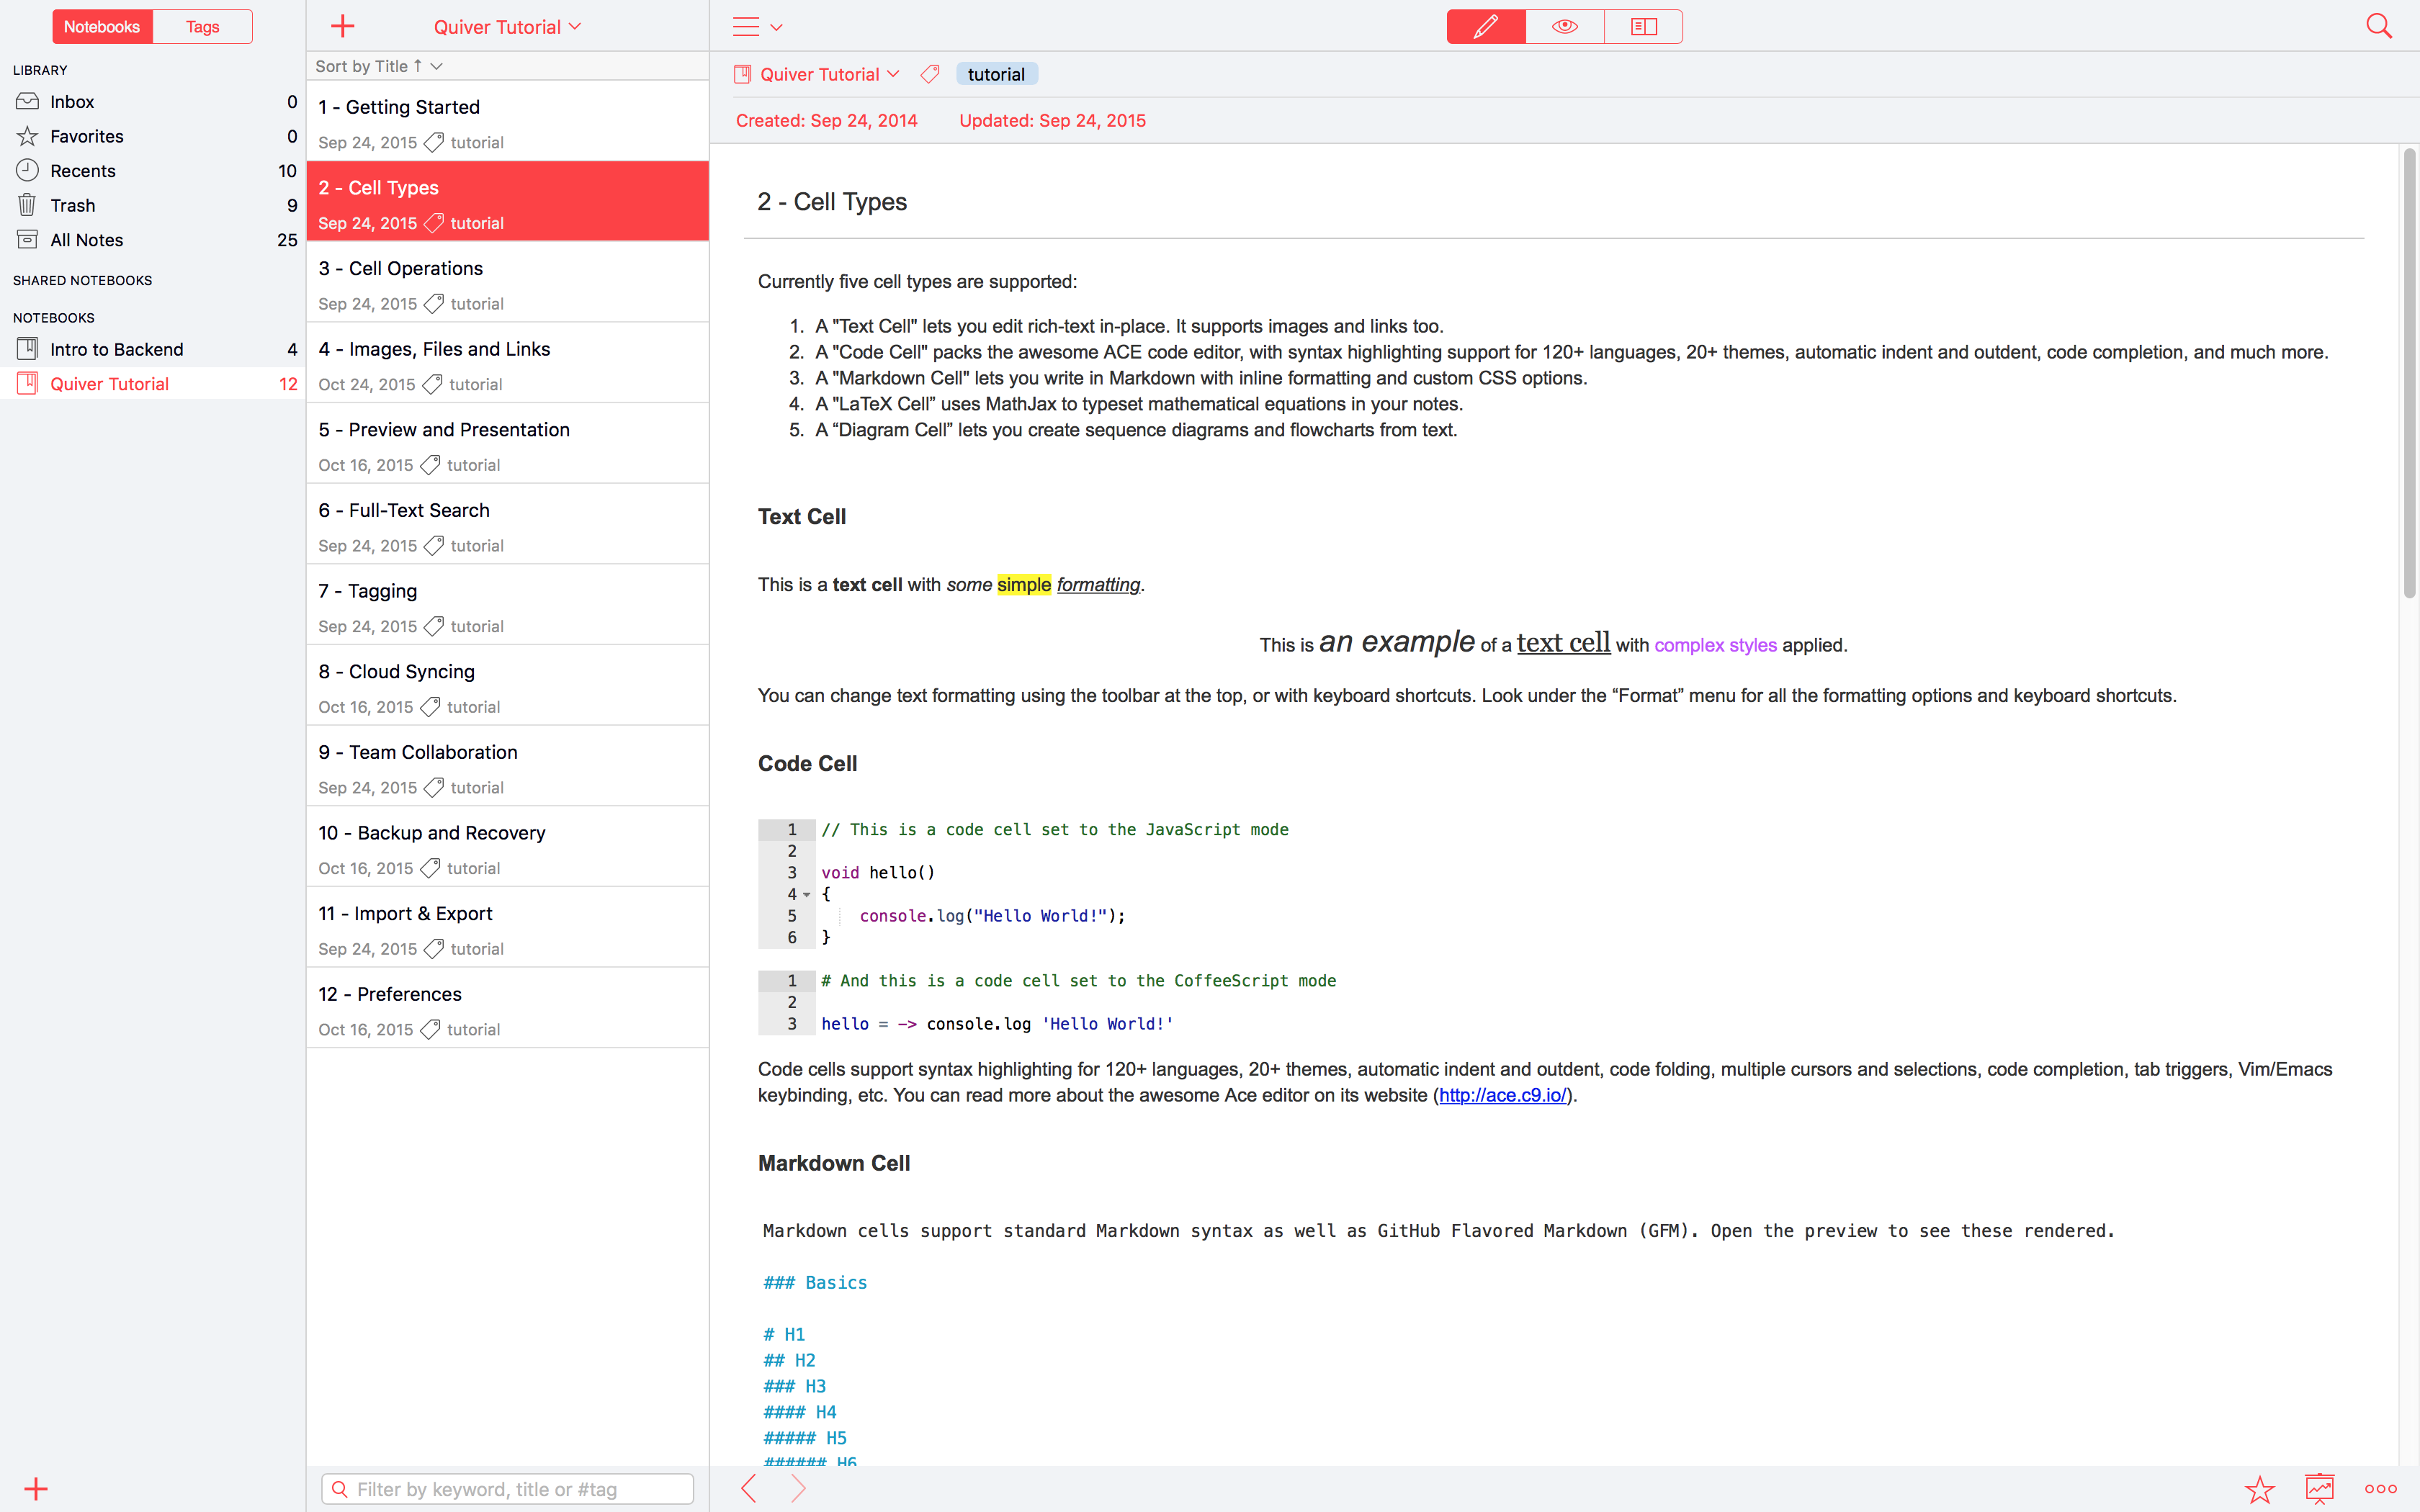 Notebooks Tags
LIBRARY
Inbox 0
Favorites 0
Recents 10
Trash 9
All Notes 25
SHARED NOTEBOOKS
NOTEBOOKS
Intro to Backend 4
Quiver Tutorial 12
Quiver Tutorial
Sort by Title ↑
1 - Getting Started
Sep 24, 2015 tutorial
2 - Cell Types
Sep 24, 2015 tutorial
3 - Cell Operations
Sep 24, 2015 tutorial
4 - Images, Files and Links
Oct 24, 2015 tutorial
5 - Preview and Presentation
Oct 16, 2015 tutorial
6 - Full-Text Search
Sep 24, 2015 tutorial
7 - Tagging
Sep 24, 2015 tutorial
8 - Cloud Syncing
Oct 16, 2015 tutorial
9 - Team Collaboration
Sep 24, 2015 tutorial
10 - Backup and Recovery
Oct 16, 2015 tutorial
11 - Import & Export
Sep 24, 2015 tutorial
12 - Preferences
Oct 16, 2015 tutorial
Filter by keyword, title or #tag
Quiver Tutorial tutorial
Created: Sep 24, 2014 Updated: Sep 24, 2015
2 - Cell Types
Currently five cell types are supported:
1. A "Text Cell" lets you edit rich-text in-place. It supports images and links too.
2. A "Code Cell" packs the awesome ACE code editor, with syntax highlighting support for 120+ languages, 20+ themes, automatic indent and outdent, code completion, and much more.
3. A "Markdown Cell" lets you write in Markdown with inline formatting and custom CSS options.
4. A "LaTeX Cell” uses MathJax to typeset mathematical equations in your notes.
5. A “Diagram Cell” lets you create sequence diagrams and flowcharts from text.
Text Cell
This is a text cell with some simple formatting.
This is an example of a text cell with complex styles applied.
You can change text formatting using the toolbar at the top, or with keyboard shortcuts. Look under the “Format” menu for all the formatting options and keyboard shortcuts.
Code Cell
1 // This is a code cell set to the JavaScript mode
2
3 void hello()
4 {
5 console.log("Hello World!");
6 }
1 # And this is a code cell set to the CoffeeScript mode
2
3 hello = -> console.log 'Hello World!'
Code cells support syntax highlighting for 120+ languages, 20+ themes, automatic indent and outdent, code folding, multiple cursors and selections, code completion, tab triggers, Vim/Emacs
keybinding, etc. You can read more about the awesome Ace editor on its website (http://ace.c9.io/).
Markdown Cell
Markdown cells support standard Markdown syntax as well as GitHub Flavored Markdown (GFM). Open the preview to see these rendered.
### Basics
# H1
## H2
### H3
#### H4
##### H5
###### H6